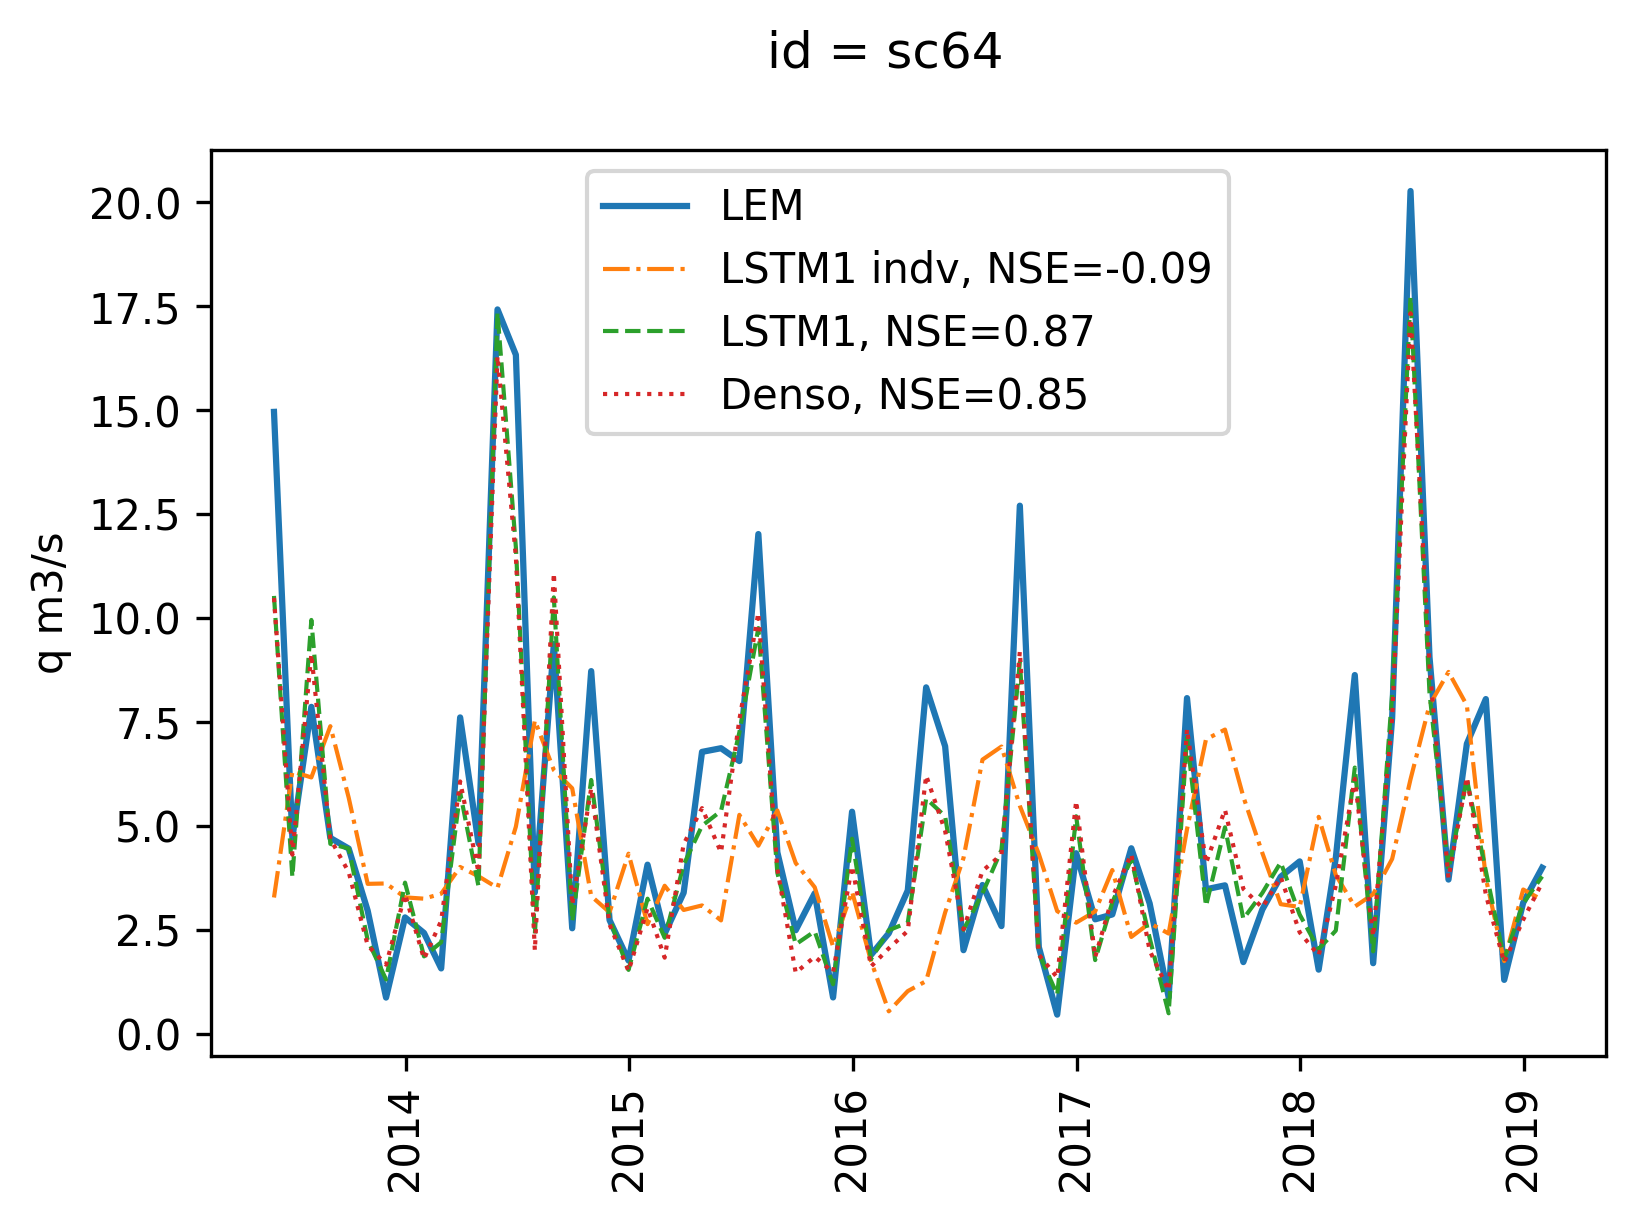 id = sc64
LEM
LSTM1 indv, NSE=-0.09
LSTM1, NSE=0.87
Denso, NSE=0.85
q m3/s
20.0
17.5
15.0
12.5
10.0
7.5
5.0
2.5
0.0
2014
2015
2016
2017
2018
2019